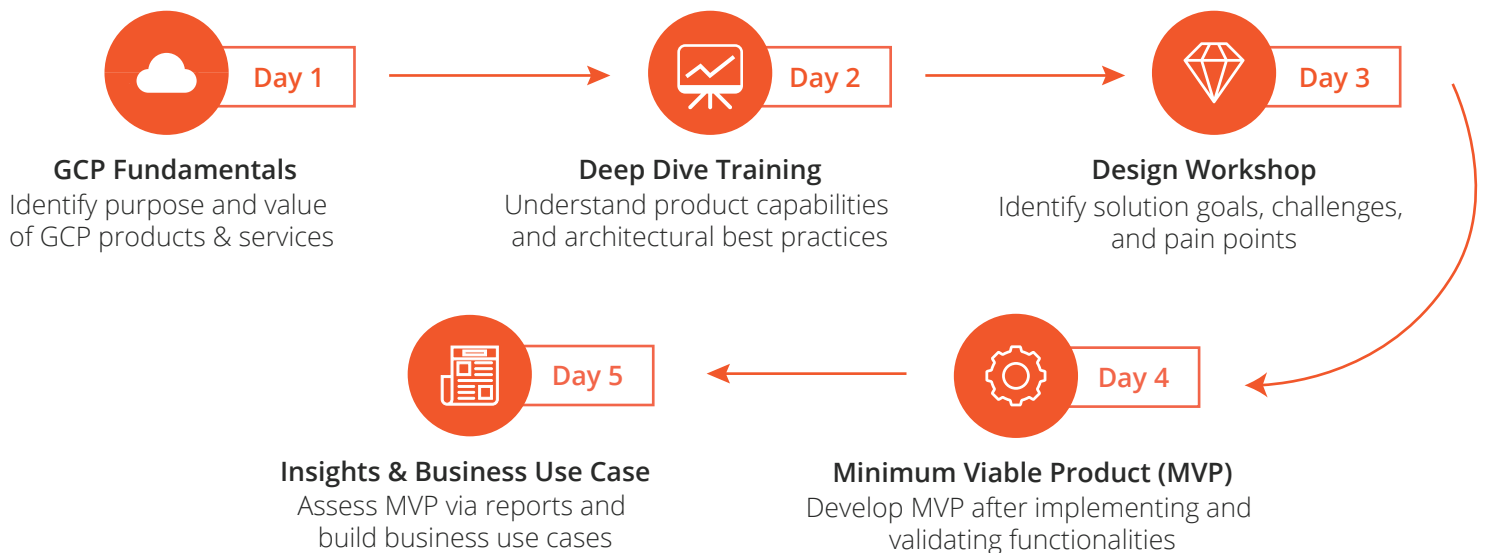 Day 1
GCP Fundamentals
Identify purpose and value
of GCP products & services
Day 2
Deep Dive Training
Understand product capabilities
and architectural best practices
Day 3
Design Workshop
Identify solution goals, challenges,
and pain points
Day 4
Minimum Viable Product (MVP)
Develop MVP after implementing and
validating functionalities
Day 5
Insights & Business Use Case
Assess MVP via reports and
build business use cases